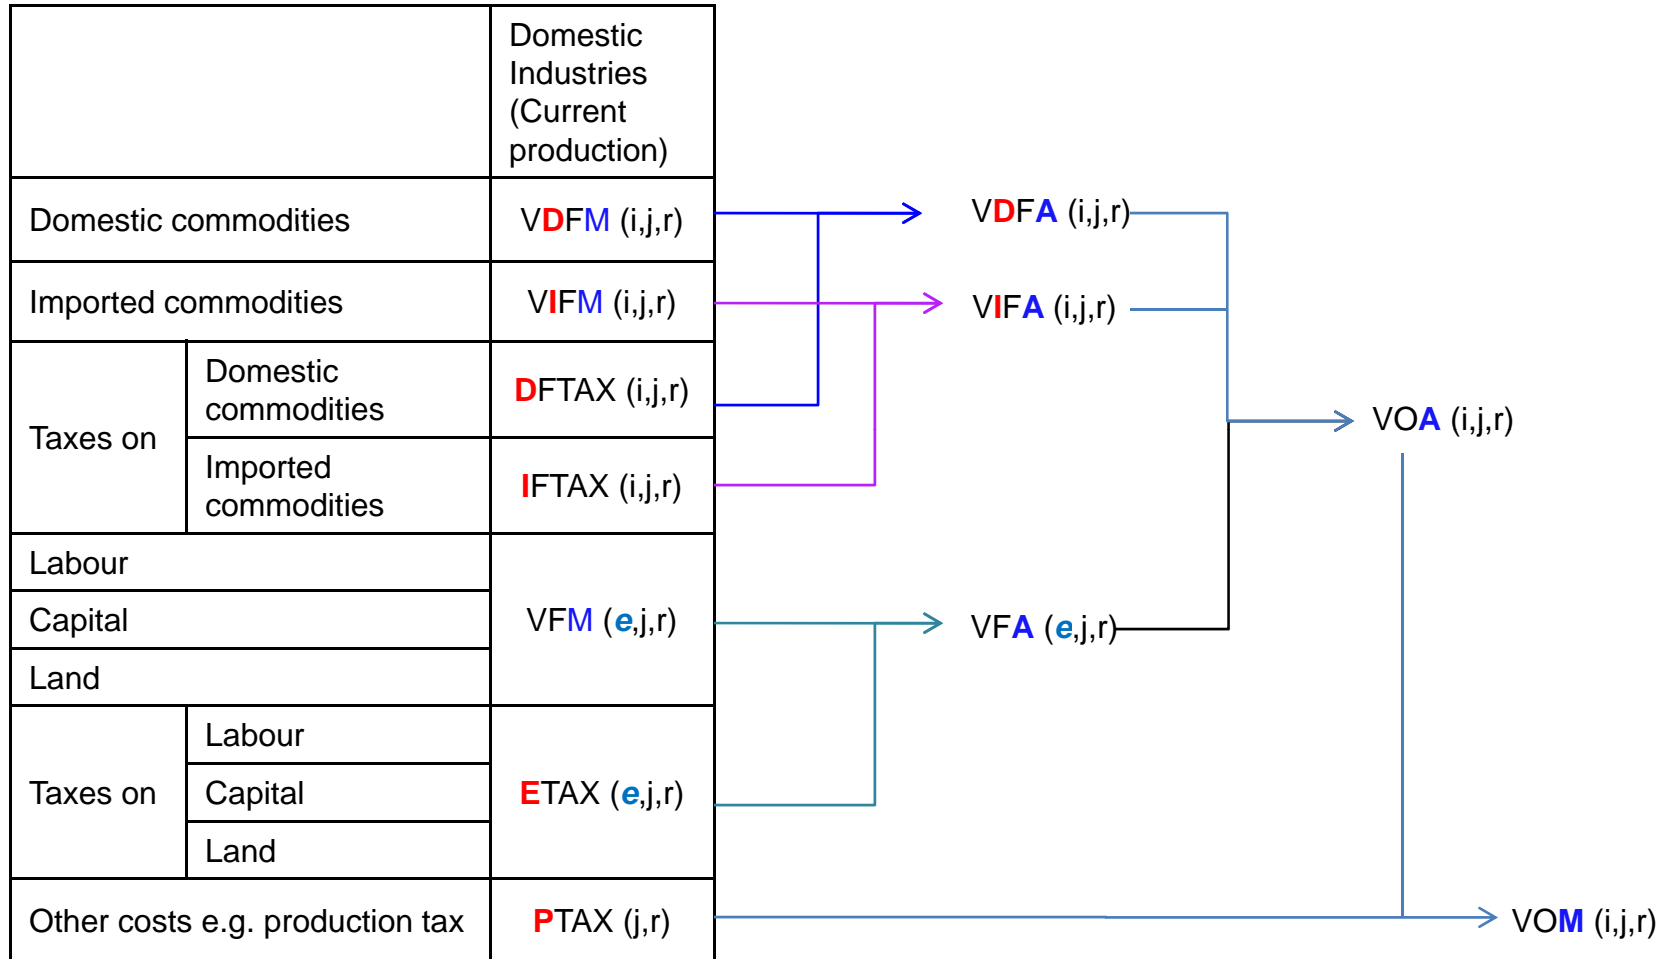 Domestic
Industries
(Current
production)
Domestic commodities
VDFM (i,j,r)
VDFA (i,j,r)
Imported commodities
VIFM (i,j,r)
VIFA (i,j,r)
Taxes on
Domestic
commodities
DFTAX (i,j,r)
Imported
commodities
IFTAX (i,j,r)
VOA (i,j,r)
Labour
Capital
Land
VFM (e,j,r)
VFA (e,j,r)
Taxes on
Labour
Capital
Land
ETAX (e,j,r)
Other costs e.g. production tax
PTAX (j,r)
VOM (i,j,r)